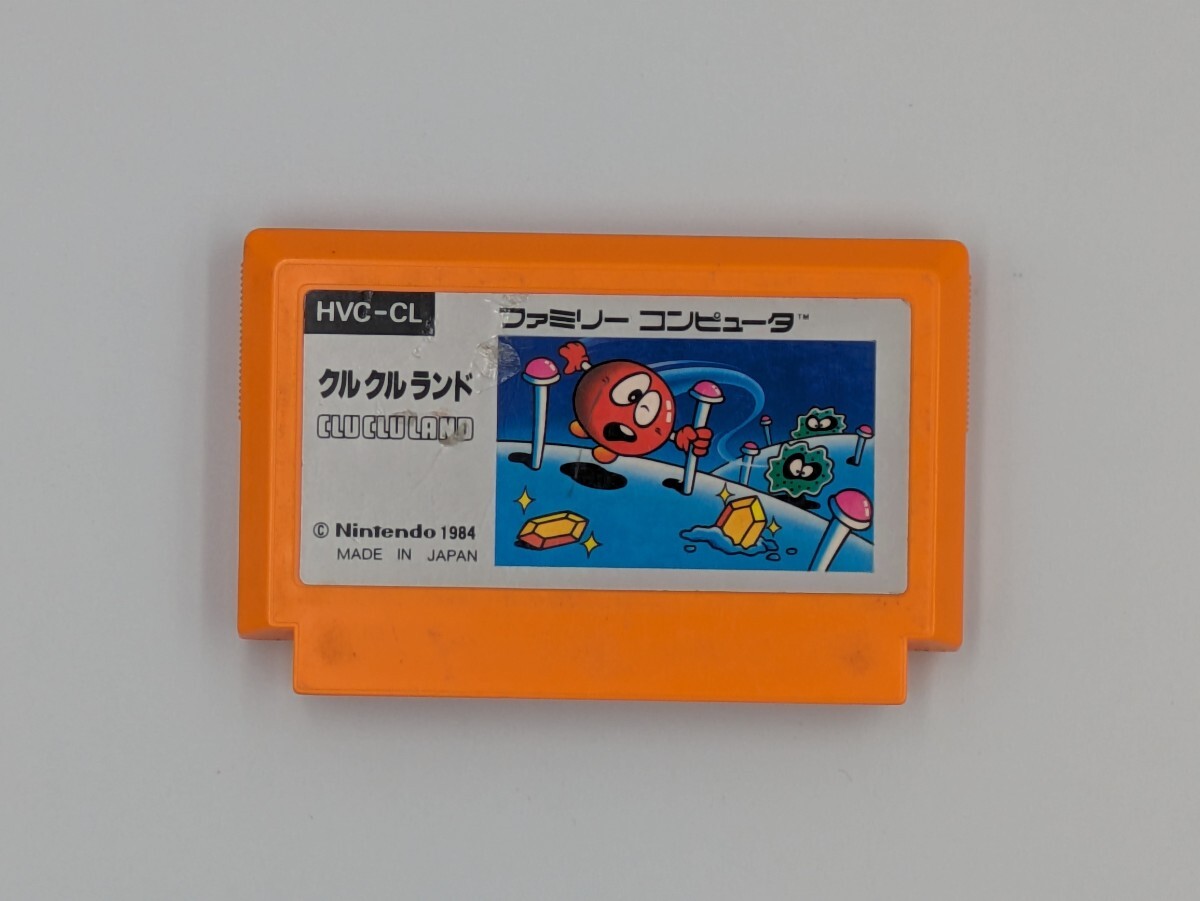 HVC-CL
ファミリー コンピュータ™
クルクルランド
CLU CLU LAND
© Nintendo 1984
MADE IN JAPAN